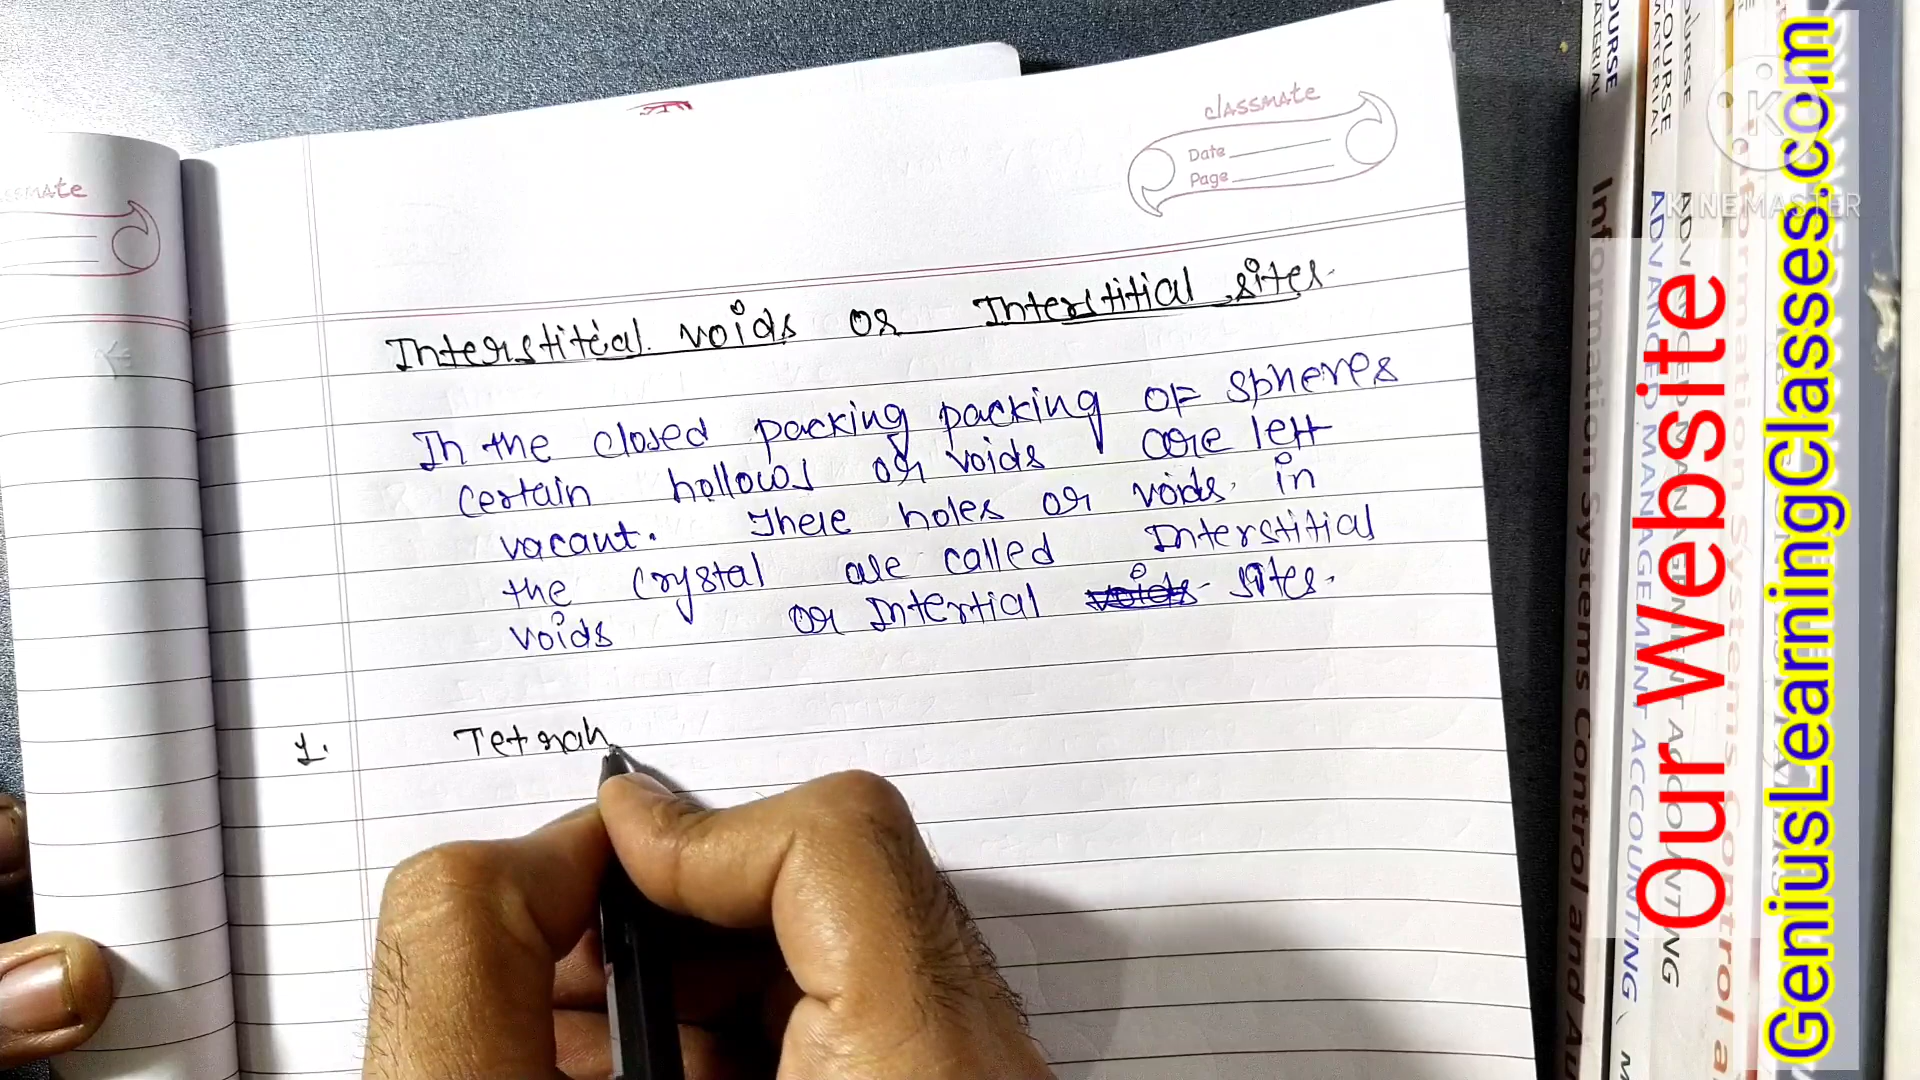 classmate
Date
Page
Interstitial voids or Interstitial sites.
In the closed packing packing of spheres
certain hollows or voids are left
vacant. These holes or voids in
the crystal are called Interstitial
voids or Intertial voids sites.
1. Tetrah
Our Website
GeniusLearningClasses.com
KINEMASTER
COURSE
MATERIAL
ADVANCED MANAGEMENT ACCOUNTING
Information Systems Control and